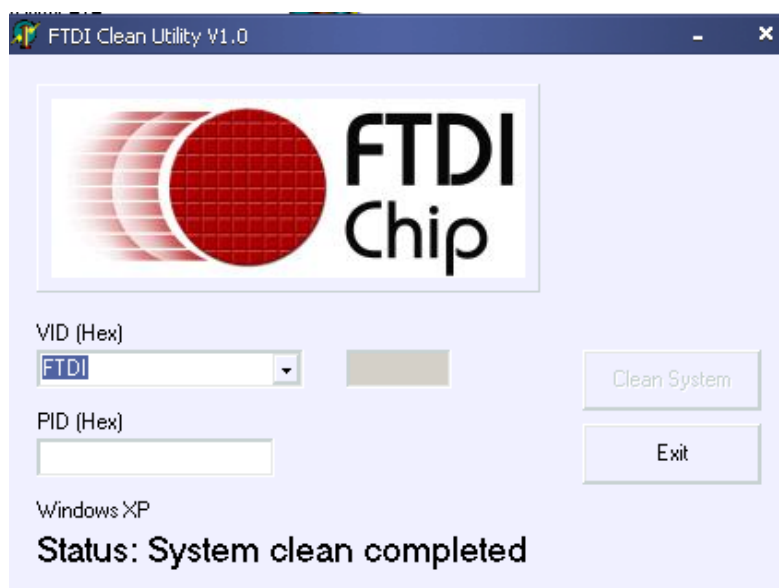 FTDI Clean Utility V1.0
FTDI
Chip
VID (Hex)
FTDI
Clean System
PID (Hex)
Exit
Windows XP
Status: System clean completed